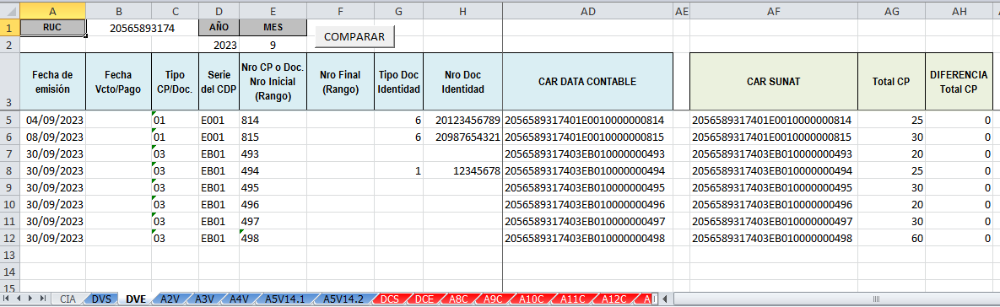 A B C D E F G H AD AE AF AG AH
1 RUC 20565893174 AÑO MES COMPARAR
2 2023 9
3 Fecha de emisión Fecha Vcto/Pago Tipo CP/Doc. Serie del CDP Nro CP o Doc. Nro Inicial (Rango) Nro Final (Rango) Tipo Doc Identidad Nro Doc Identidad CAR DATA CONTABLE CAR SUNAT Total CP DIFERENCIA Total CP
5 04/09/2023 01 E001 814 6 20123456789 2056589317401E0010000000814 2056589317401E0010000000814 25 0
6 08/09/2023 01 E001 815 6 20987654321 2056589317401E0010000000815 2056589317401E0010000000815 30 0
7 30/09/2023 03 EB01 493 2056589317403EB010000000493 2056589317403EB010000000493 20 0
8 30/09/2023 03 EB01 494 1 12345678 2056589317403EB010000000494 2056589317403EB010000000494 25 0
9 30/09/2023 03 EB01 495 2056589317403EB010000000495 2056589317403EB010000000495 30 0
10 30/09/2023 03 EB01 496 2056589317403EB010000000496 2056589317403EB010000000496 20 0
11 30/09/2023 03 EB01 497 2056589317403EB010000000497 2056589317403EB010000000497 30 0
12 30/09/2023 03 EB01 498 2056589317403EB010000000498 2056589317403EB010000000498 60 0
13
14
15
CIA DVS DVE A2V A3V A4V A5V14.1 A5V14.2 DCS DCE A8C A9C A10C A11C A12C